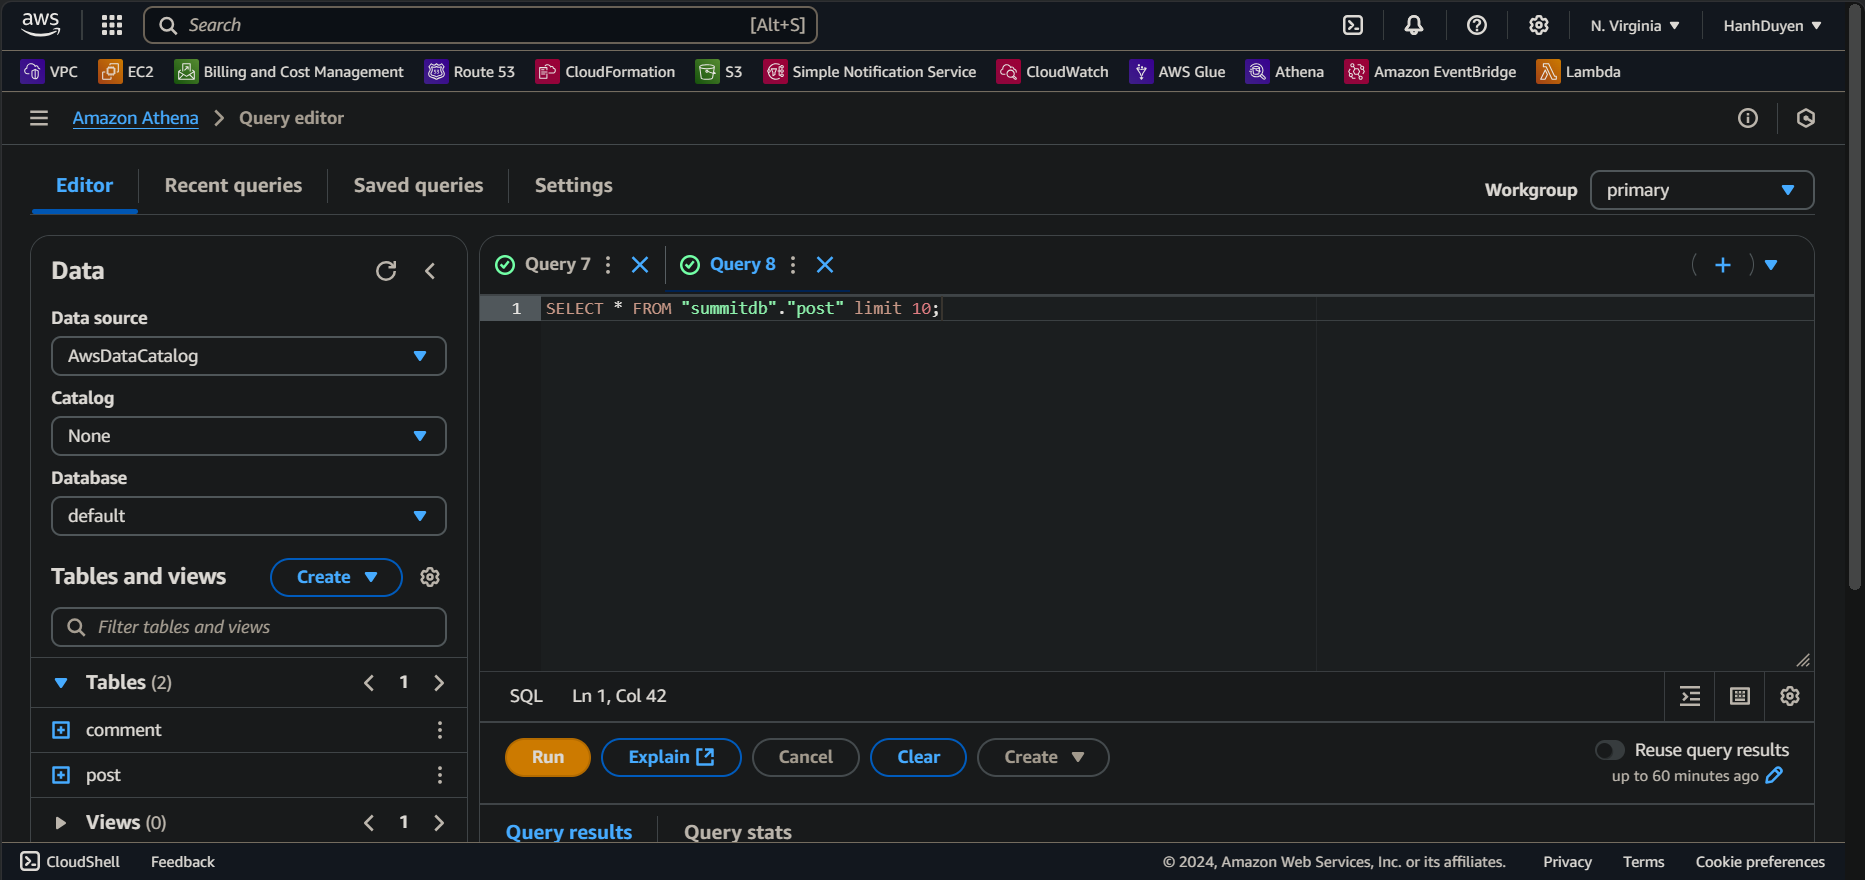 aws Search [Alt+S] N. Virginia HanhDuyen
VPC EC2 Billing and Cost Management Route 53 CloudFormation S3 Simple Notification Service CloudWatch AWS Glue Athena Amazon EventBridge Lambda
Amazon Athena Query editor
Editor Recent queries Saved queries Settings
Workgroup primary
Data
Data source
AwsDataCatalog
Catalog
None
Database
default
Tables and views Create
Filter tables and views
Tables (2) 1
comment
post
Views (0) 1
Query 7 Query 8
1 SELECT * FROM "summitdb"."post" limit 10;
SQL Ln 1, Col 42
Run Explain Cancel Clear Create
Reuse query results
up to 60 minutes ago
Query results Query stats
CloudShell Feedback © 2024, Amazon Web Services, Inc. or its affiliates. Privacy Terms Cookie preferences